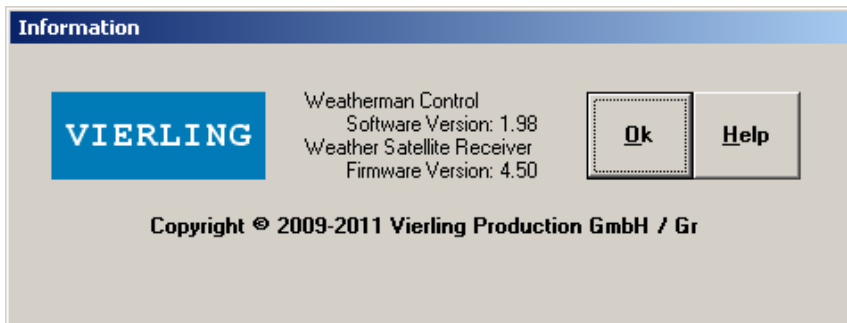 Information
VIERLING
Weatherman Control
Software Version: 1.98
Weather Satellite Receiver
Firmware Version: 4.50
Ok
Help
Copyright © 2009-2011 Vierling Production GmbH / Gr